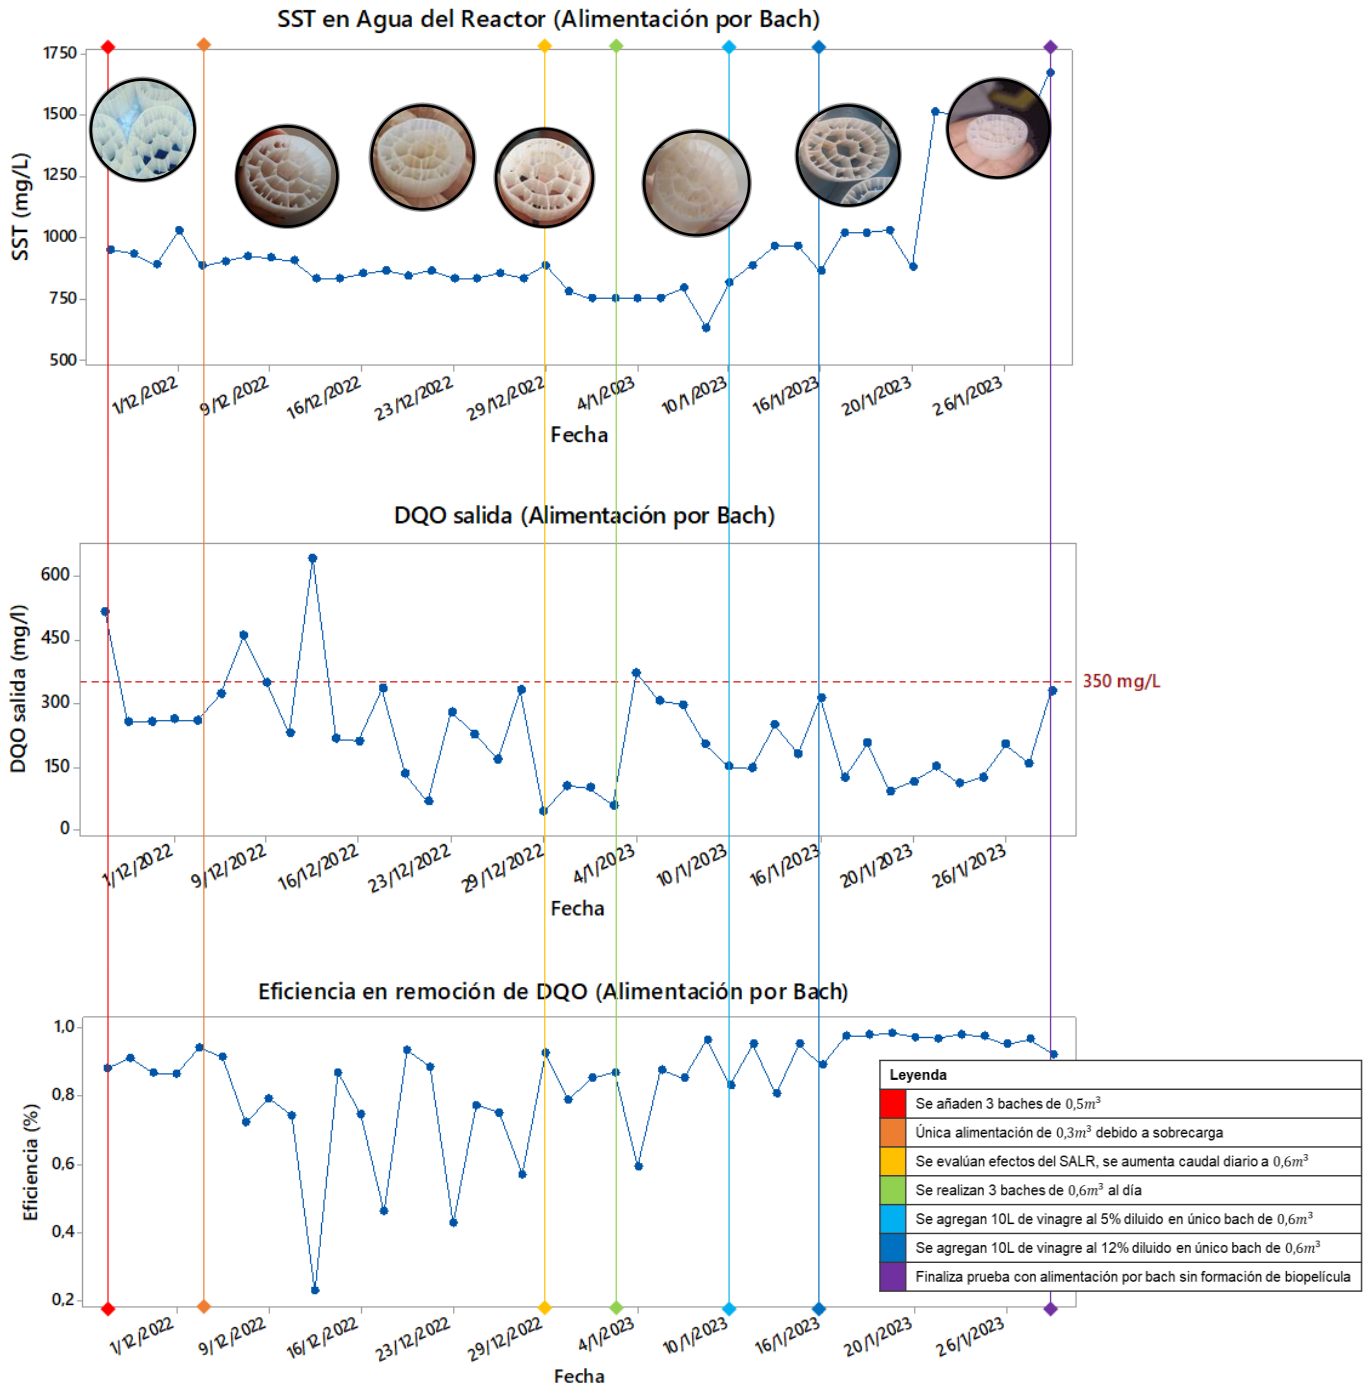 SST en Agua del Reactor (Alimentación por Bach)
SST (mg/L)
1750
1500
1250
1000
750
500
1/12/2022
9/12/2022
16/12/2022
23/12/2022
29/12/2022
4/1/2023
10/1/2023
16/1/2023
20/1/2023
26/1/2023
Fecha
DQO salida (Alimentación por Bach)
DQO salida (mg/l)
600
450
300
150
0
350 mg/L
1/12/2022
9/12/2022
16/12/2022
23/12/2022
29/12/2022
4/1/2023
10/1/2023
16/1/2023
20/1/2023
26/1/2023
Fecha
Eficiencia en remoción de DQO (Alimentación por Bach)
Eficiencia (%)
1,0
0,8
0,6
0,4
0,2
1/12/2022
9/12/2022
16/12/2022
23/12/2022
29/12/2022
4/1/2023
10/1/2023
16/1/2023
20/1/2023
26/1/2023
Fecha
Leyenda
Se añaden 3 baches de 0,5m³
Única alimentación de 0,3m³ debido a sobrecarga
Se evalúan efectos del SALR, se aumenta caudal diario a 0,6m³
Se realizan 3 baches de 0,6m³ al día
Se agregan 10L de vinagre al 5% diluido en único bach de 0,6m³
Se agregan 10L de vinagre al 12% diluido en único bach de 0,6m³
Finaliza prueba con alimentación por bach sin formación de biopelícula